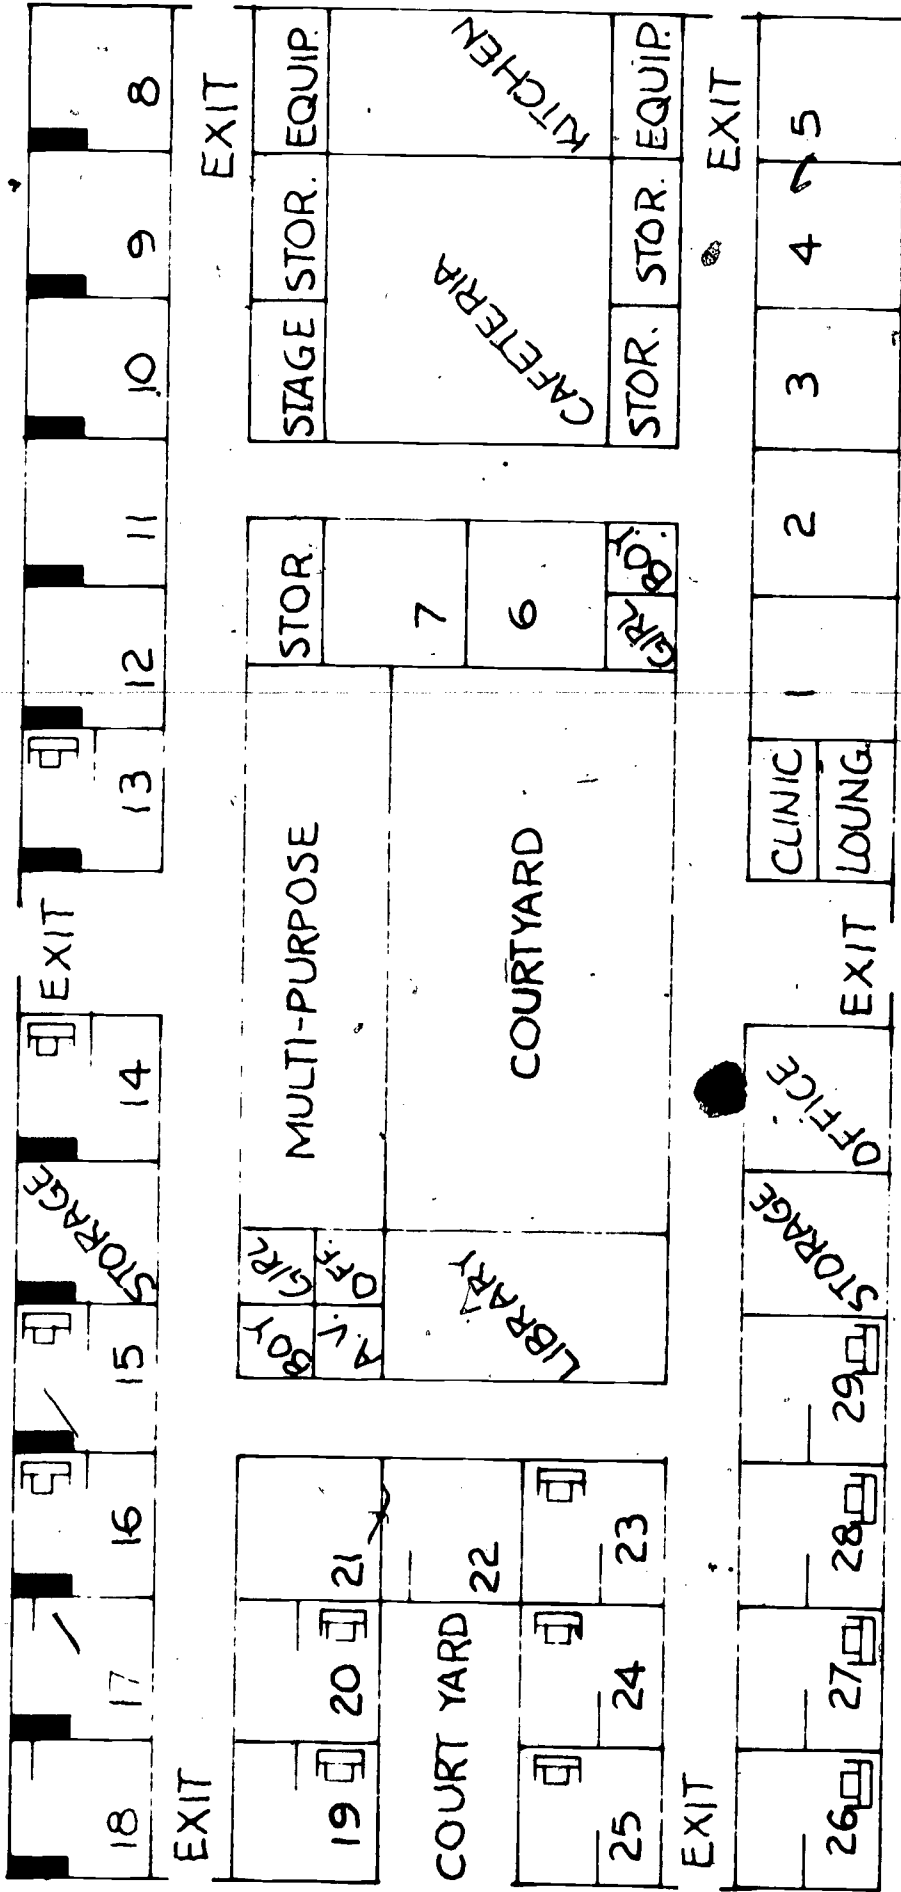 18
17
16
15
STORAGE
14
EXIT
13
12
11
10
9
8
EXIT
EXIT
19
20
21
BOY
GIRL
A.V.
OFF.
MULTI-PURPOSE
STOR.
7
6
GIRL
BOY
STAGE
STOR.
EQUIP.
CAFETERIA
KITCHEN
STOR.
STOR.
EQUIP.
COURT YARD
22
LIBRARY
COURTYARD
25
24
23
EXIT
EXIT
26
27
28
29
STORAGE
OFFICE
EXIT
CLINIC
LOUNG
1
2
3
4
5